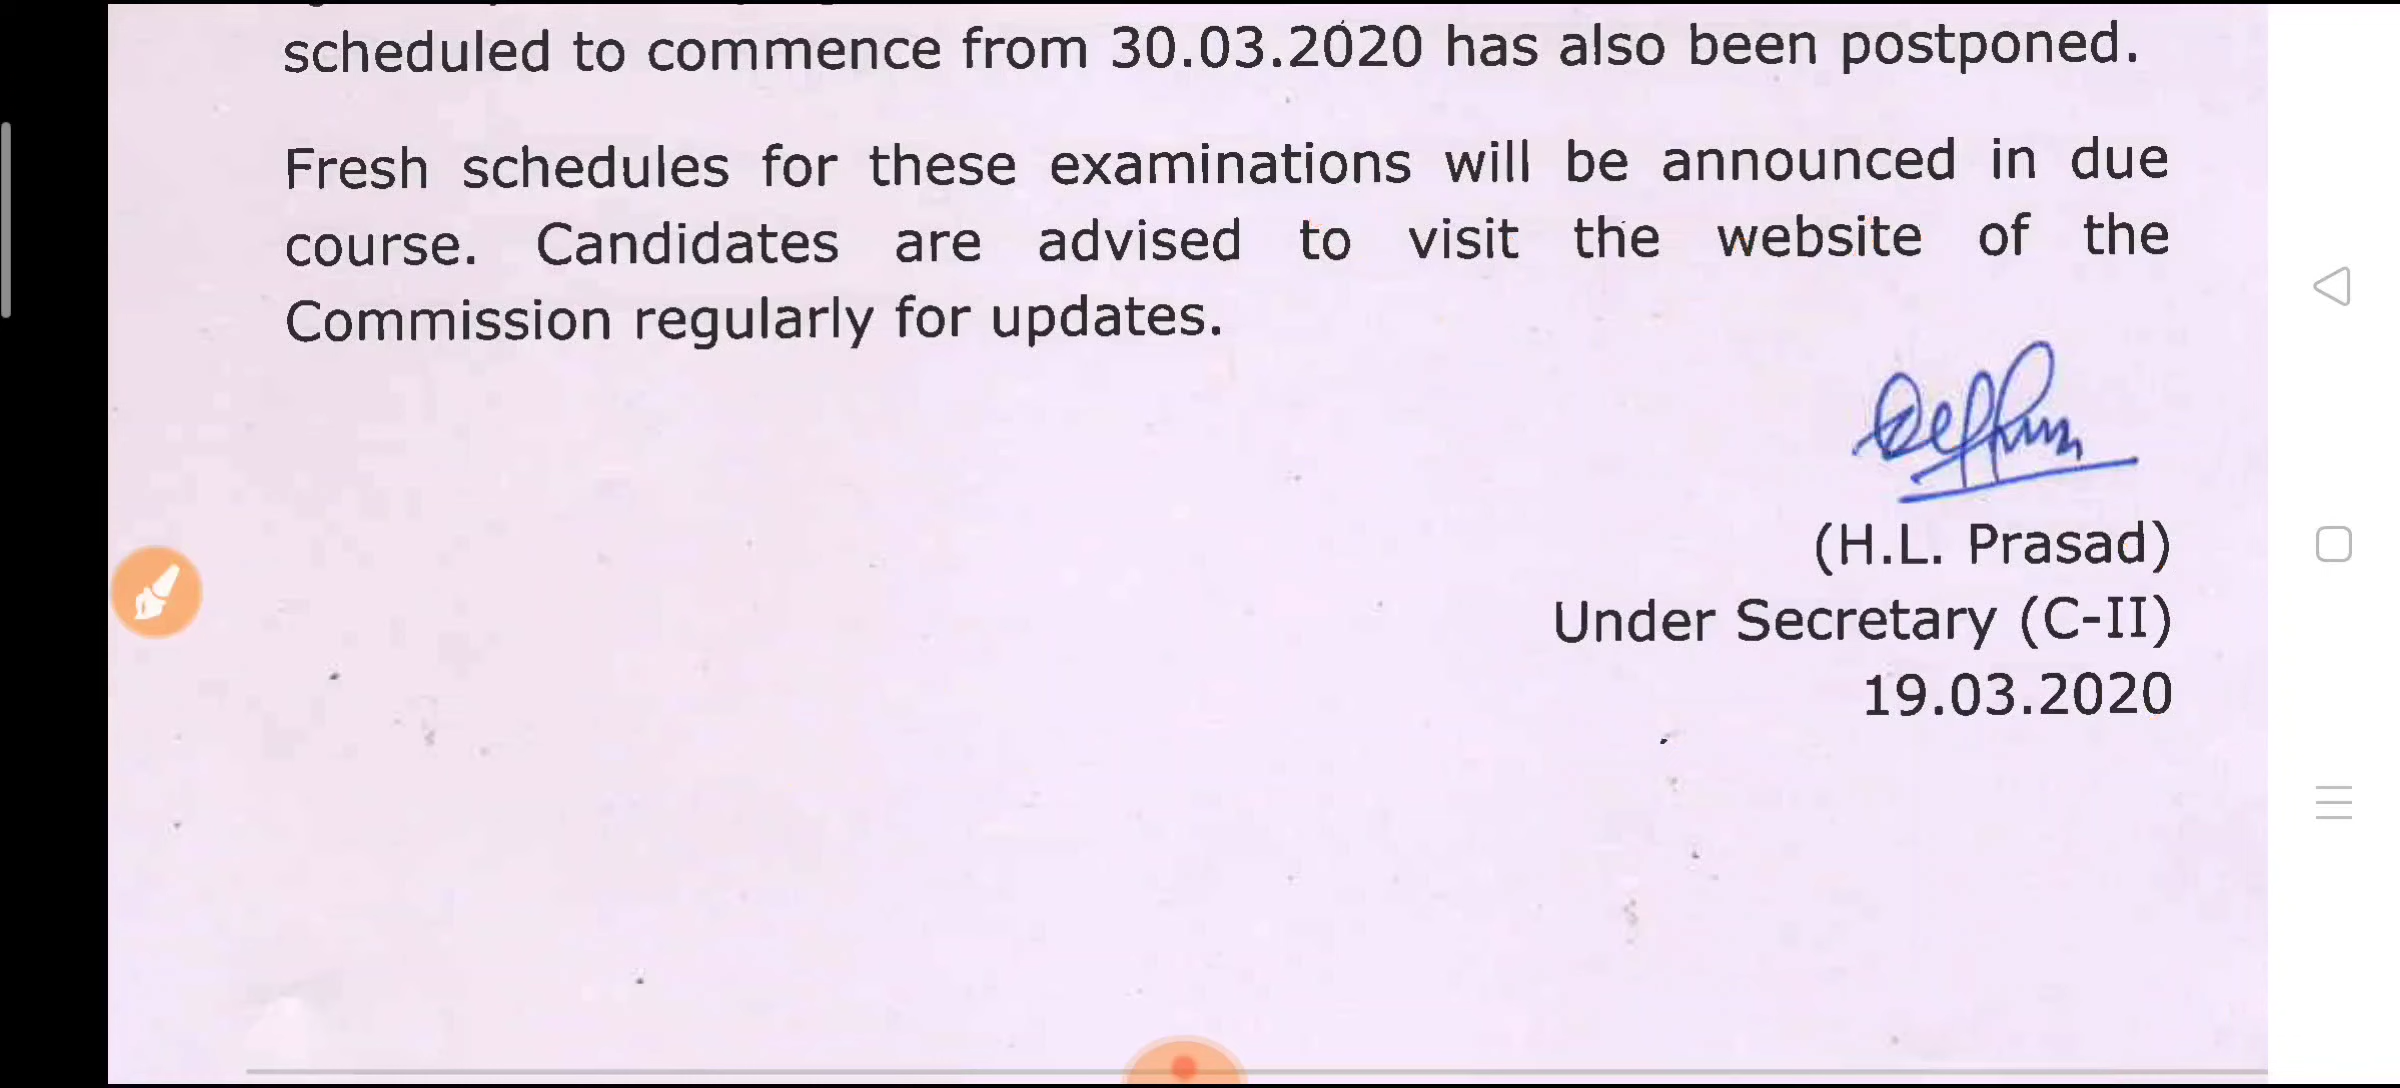 scheduled to commence from 30.03.2020 has also been postponed.
Fresh schedules for these examinations will be announced in due
course. Candidates are advised to visit the website of the
Commission regularly for updates.
(H.L. Prasad)
Under Secretary (C-II)
19.03.2020